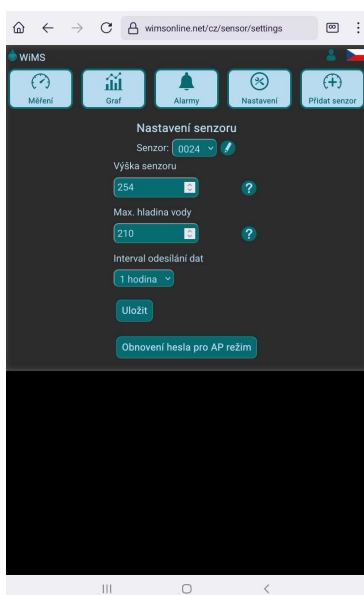 wimsonline.net/cz/sensor/settings
WiMS
Měření
Graf
Alarmy
Nastavení
Přidat senzor
Nastavení senzoru
Senzor: 0024
Výška senzoru
254
?
Max. hladina vody
210
?
Interval odesílání dat
1 hodina
Uložit
Obnovení hesla pro AP režim